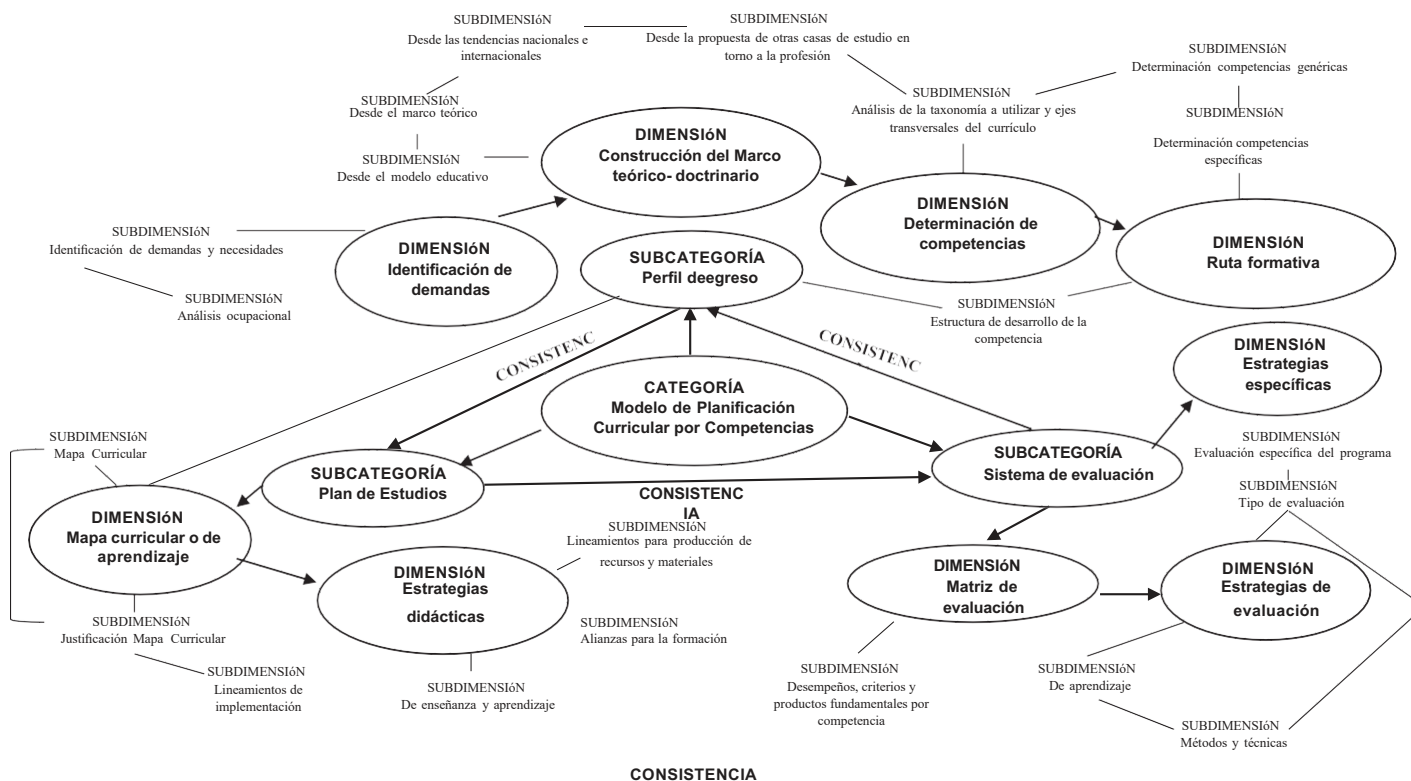 SUBDIMENSIóN
Desde las tendencias nacionales e
internacionales
SUBDIMENSIóN
Desde la propuesta de otras casas de estudio en
torno a la profesión
SUBDIMENSIóN
Determinación competencias genéricas
SUBDIMENSIóN
Desde el marco teórico
SUBDIMENSIóN
Análisis de la taxonomía a utilizar y ejes
transversales del currículo
SUBDIMENSIóN
Determinación competencias
específicas
SUBDIMENSIóN
Desde el modelo educativo
DIMENSIóN
Construcción del Marco
teórico- doctrinario
DIMENSIóN
Determinación de
competencias
DIMENSIóN
Ruta formativa
SUBDIMENSIóN
Identificación de demandas y necesidades
DIMENSIóN
Identificación de
demandas
SUBCATEGORÍA
Perfil deegreso
SUBDIMENSIóN
Análisis ocupacional
SUBDIMENSIóN
Estructura de desarrollo de la
competencia
CONSISTENC
CONSISTENC
DIMENSIóN
Estrategias
específicas
CATEGORÍA
Modelo de Planificación
Curricular por Competencias
SUBDIMENSIóN
Mapa Curricular
SUBCATEGORÍA
Plan de Estudios
SUBCATEGORÍA
Sistema de evaluación
SUBDIMENSIóN
Evaluación específica del programa
SUBDIMENSIóN
Tipo de evaluación
CONSISTENC
IA
DIMENSIóN
Mapa curricular o de
aprendizaje
SUBDIMENSIóN
Lineamientos para producción de
recursos y materiales
DIMENSIóN
Estrategias
didácticas
DIMENSIóN
Matriz de
evaluación
DIMENSIóN
Estrategias de
evaluación
SUBDIMENSIóN
Justificación Mapa Curricular
SUBDIMENSIóN
Alianzas para la formación
SUBDIMENSIóN
Lineamientos de
implementación
SUBDIMENSIóN
De enseñanza y aprendizaje
SUBDIMENSIóN
Desempeños, criterios y
productos fundamentales por
competencia
SUBDIMENSIóN
De aprendizaje
SUBDIMENSIóN
Métodos y técnicas
CONSISTENCIA